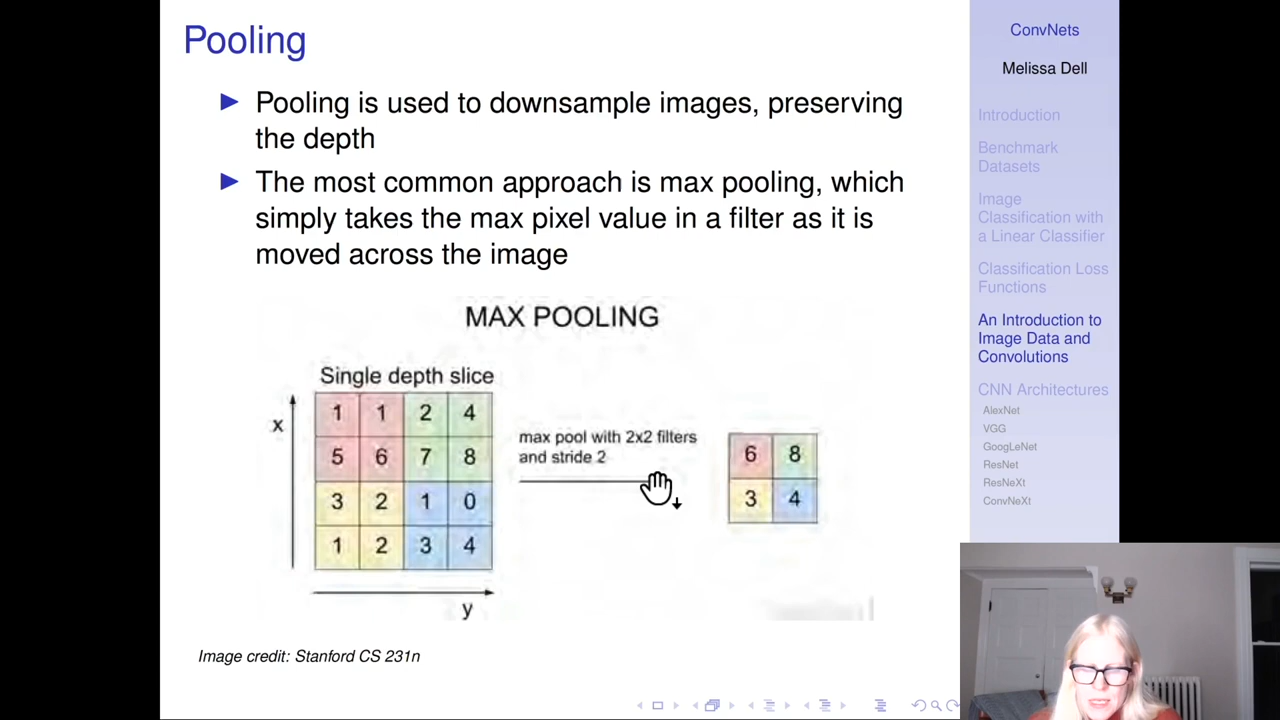 Pooling
Pooling is used to downsample images, preserving
the depth
The most common approach is max pooling, which
simply takes the max pixel value in a filter as it is
moved across the image
MAX POOLING
Single depth slice
x
1 1 2 4
5 6 7 8
3 2 1 0
1 2 3 4
y
max pool with 2x2 filters
and stride 2
6 8
3 4
Image credit: Stanford CS 231n
ConvNets
Melissa Dell
Introduction
Benchmark
Datasets
Image
Classification with
a Linear Classifier
Classification Loss
Functions
An Introduction to
Image Data and
Convolutions
CNN Architectures
AlexNet
VGG
GoogLeNet
ResNet
ResNeXt
ConvNeXt